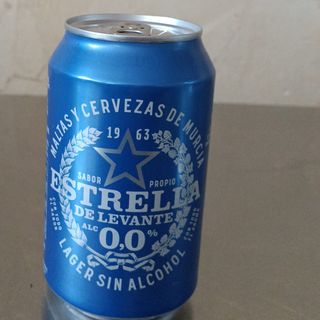 MALTAS Y CERVEZAS DE MURCIA
19 63
SABOR PROPIO
ESTRELLA
DE LEVANTE
ALC 0,0%
LAGER SIN ALCOHOL